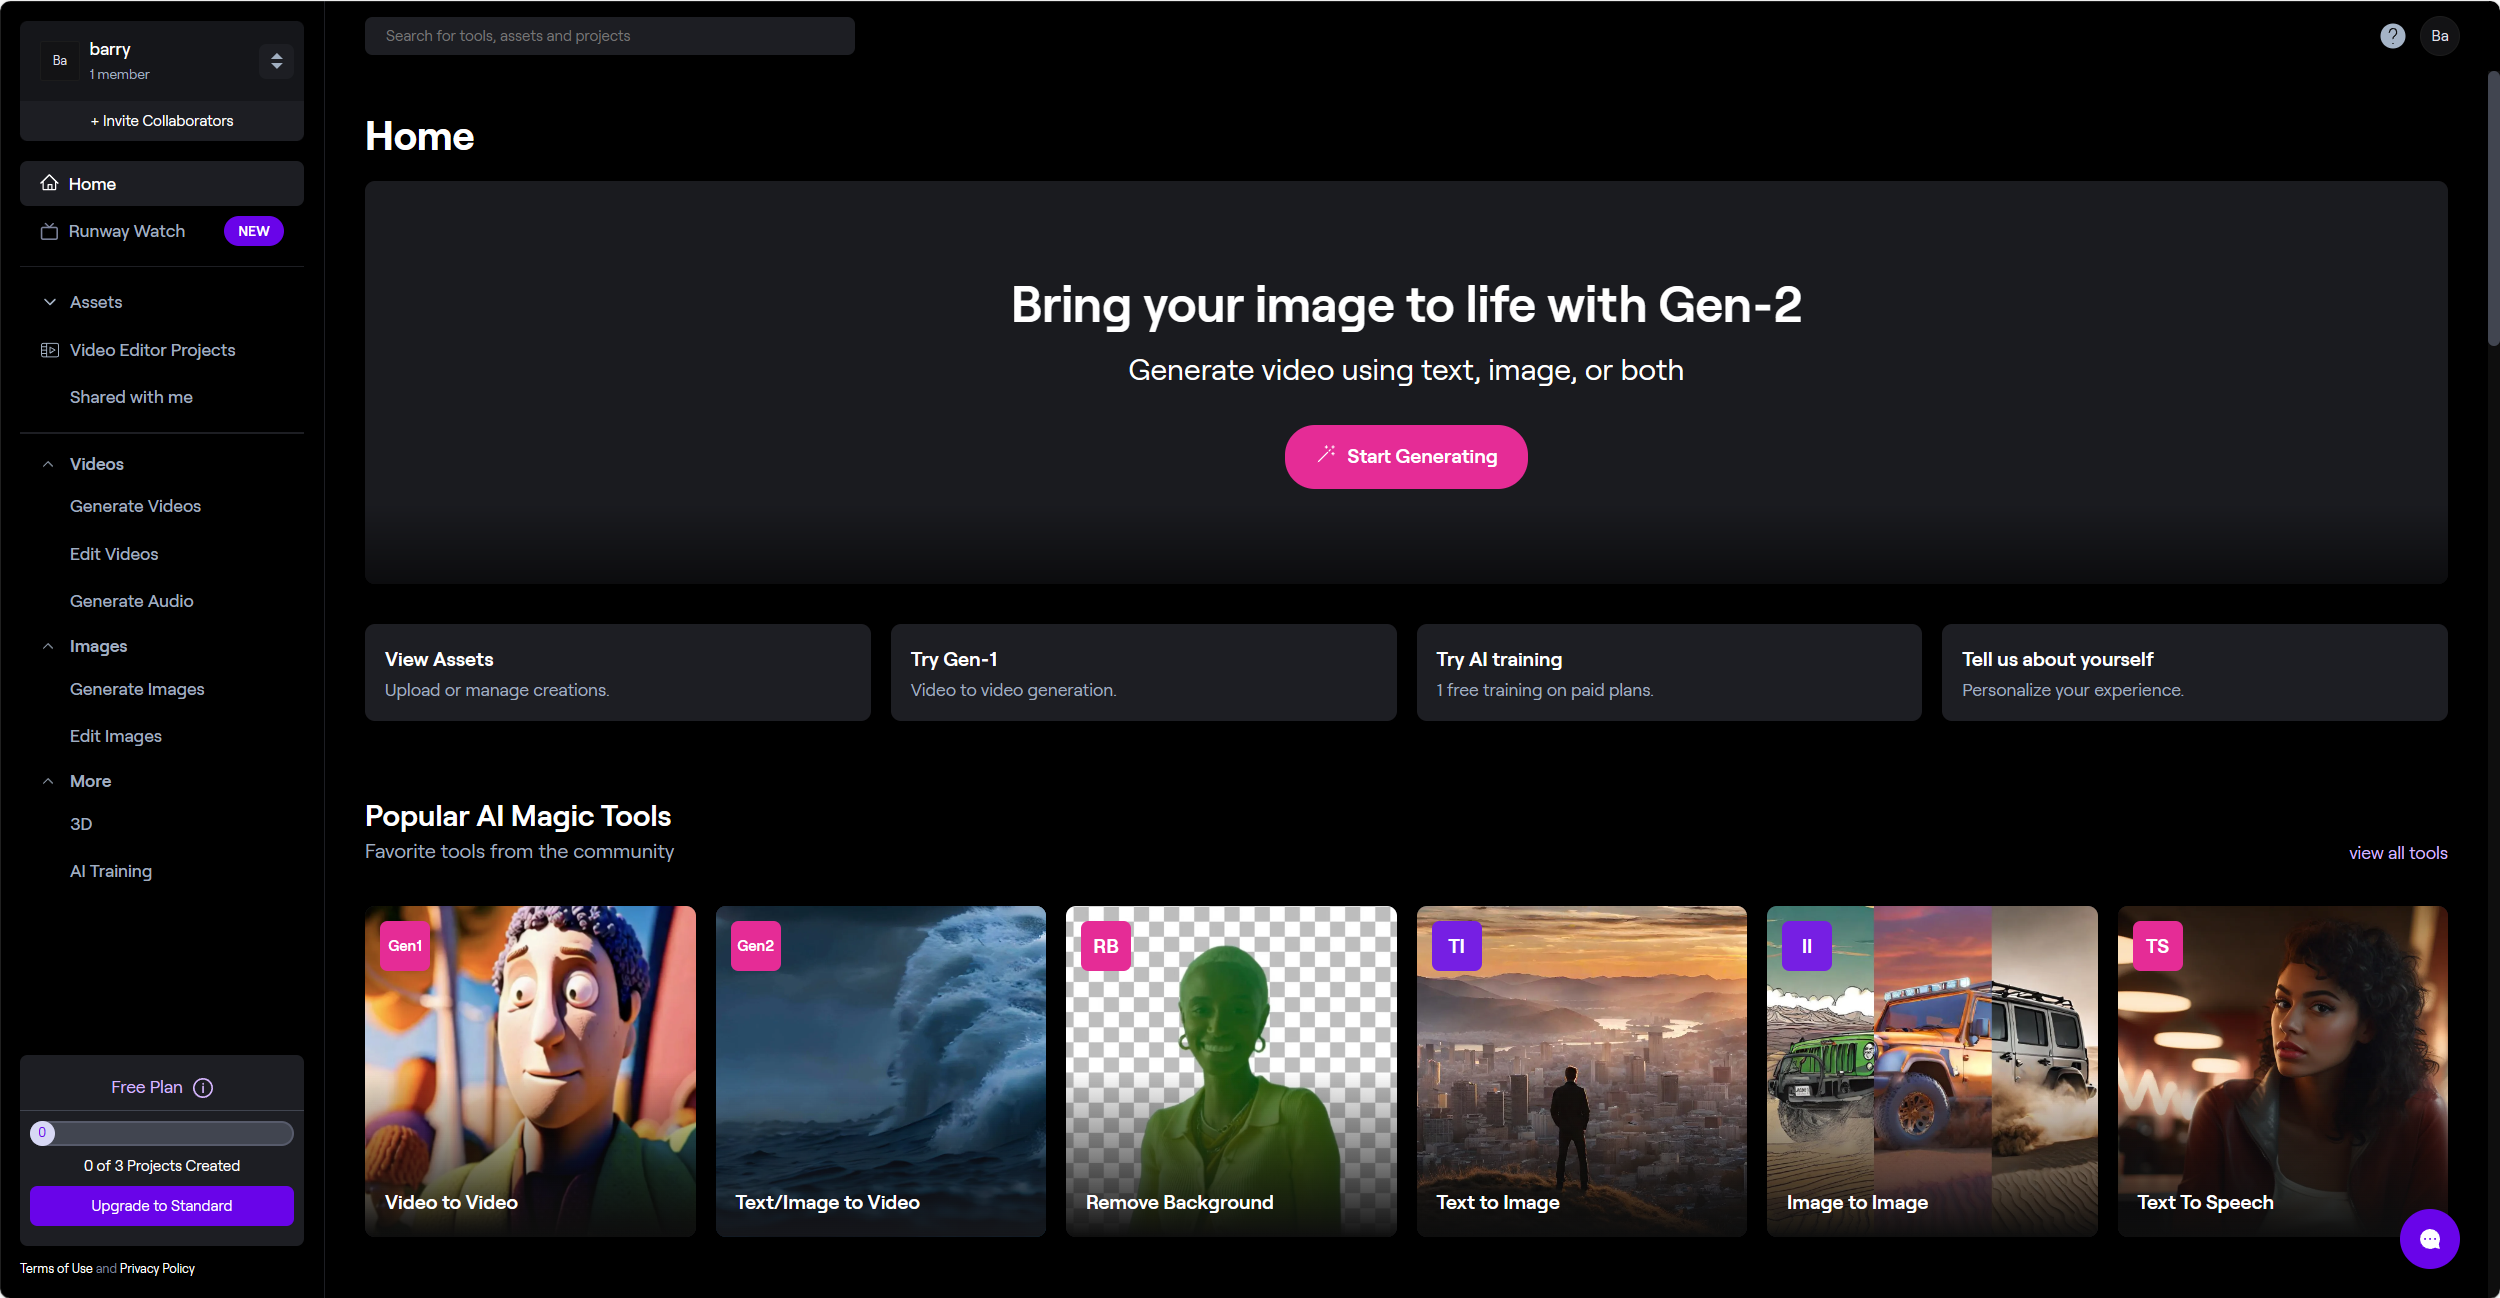 Ba
barry
1 member
+ Invite Collaborators
Home
Runway Watch
NEW
Assets
Video Editor Projects
Shared with me
Videos
Generate Videos
Edit Videos
Generate Audio
Images
Generate Images
Edit Images
More
3D
AI Training
Free Plan
0
0 of 3 Projects Created
Upgrade to Standard
Terms of Use and Privacy Policy
Search for tools, assets and projects
?
Ba
Home
Bring your image to life with Gen-2
Generate video using text, image, or both
Start Generating
View Assets
Upload or manage creations.
Try Gen-1
Video to video generation.
Try AI training
1 free training on paid plans.
Tell us about yourself
Personalize your experience.
Popular AI Magic Tools
Favorite tools from the community
view all tools
Gen1
Video to Video
Gen2
Text/Image to Video
RB
Remove Background
TI
Text to Image
II
Image to Image
TS
Text To Speech